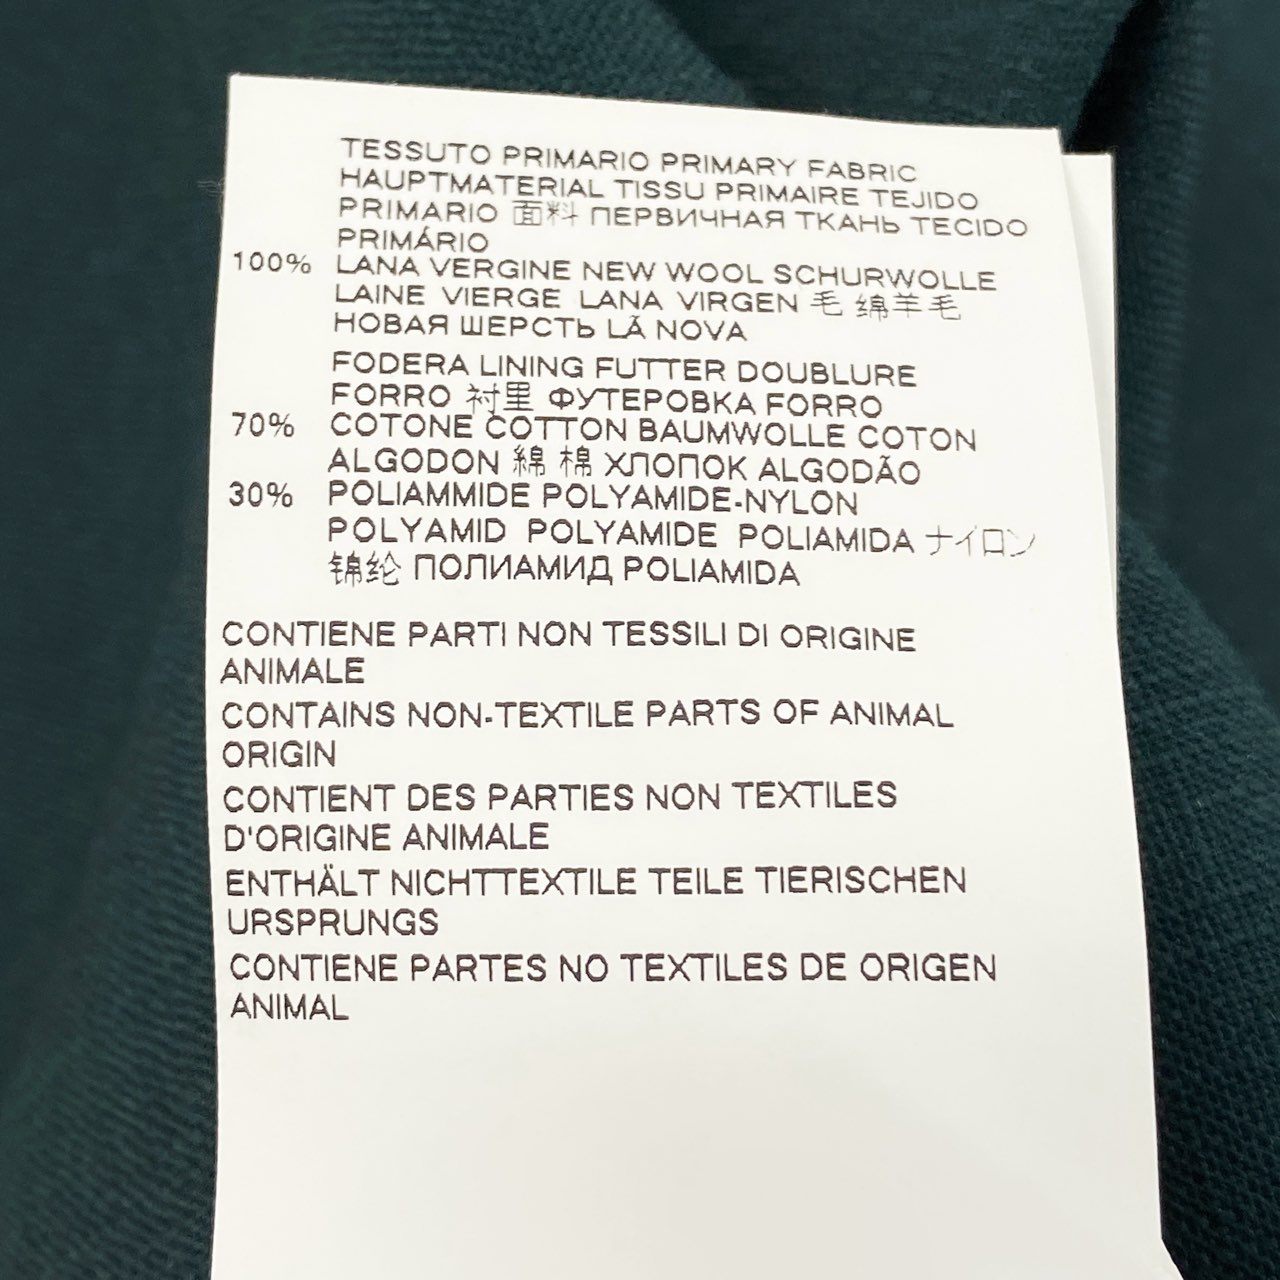 TESSUTO PRIMARIO PRIMARY FABRIC
HAUPTMATERIAL TISSU PRIMAIRE TEJIDO
PRIMARIO 面料 ПЕРВИЧНАЯ ТКАНЬ TECIDO
PRIMÁRIO
100% LANA VERGINE NEW WOOL SCHURWOLLE
LAINE VIERGE LANA VIRGEN 毛 绵羊毛
НОВАЯ ШЕРСТЬ LÃ NOVA
FODERA LINING FUTTER DOUBLURE
FORRO 衬里 ФУТЕРОВКА FORRO
70% COTONE COTTON BAUMWOLLE COTON
ALGODON 綿 棉 ХЛОПОК ALGODÃO
30% POLIAMMIDE POLYAMIDE-NYLON
POLYAMID POLYAMIDE POLIAMIDA ナイロン
锦纶 ПОЛИАМИД POLIAMIDA
CONTIENE PARTI NON TESSILI DI ORIGINE
ANIMALE
CONTAINS NON-TEXTILE PARTS OF ANIMAL
ORIGIN
CONTIENT DES PARTIES NON TEXTILES
D'ORIGINE ANIMALE
ENTHÄLT NICHTTEXTILE TEILE TIERISCHEN
URSPRUNGS
CONTIENE PARTES NO TEXTILES DE ORIGEN
ANIMAL